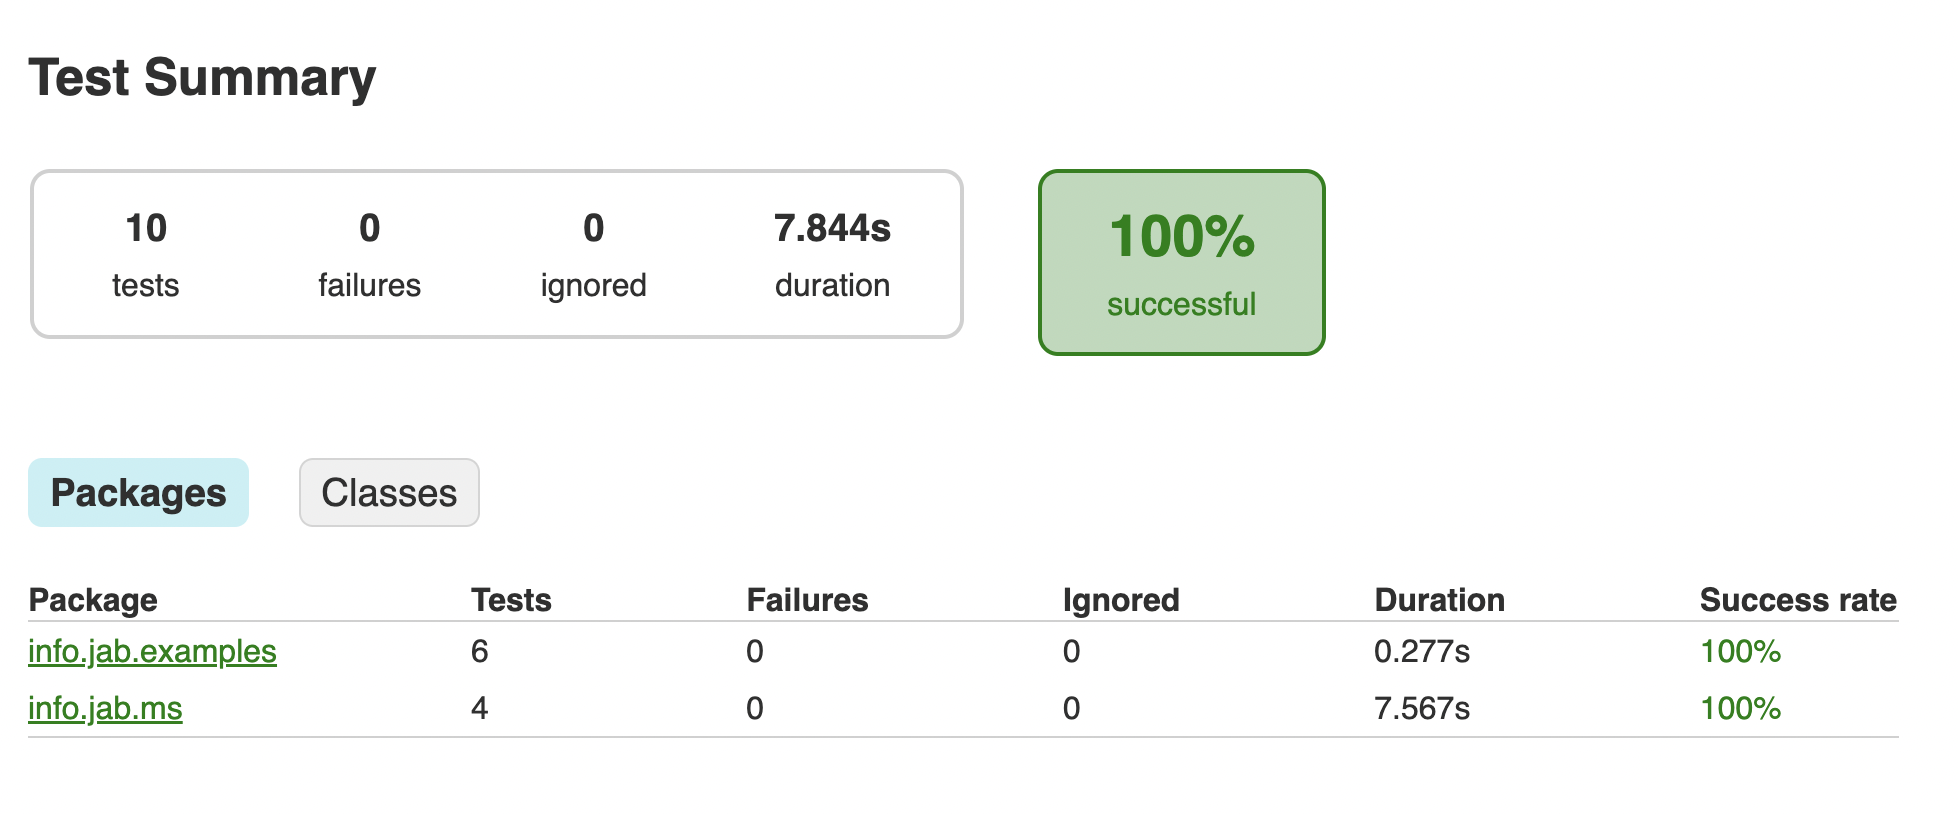 Test Summary
10 0 0 7.844s
tests failures ignored duration
100%
successful
Packages Classes
Package Tests Failures Ignored Duration Success rate
info.jab.examples 6 0 0 0.277s 100%
info.jab.ms 4 0 0 7.567s 100%